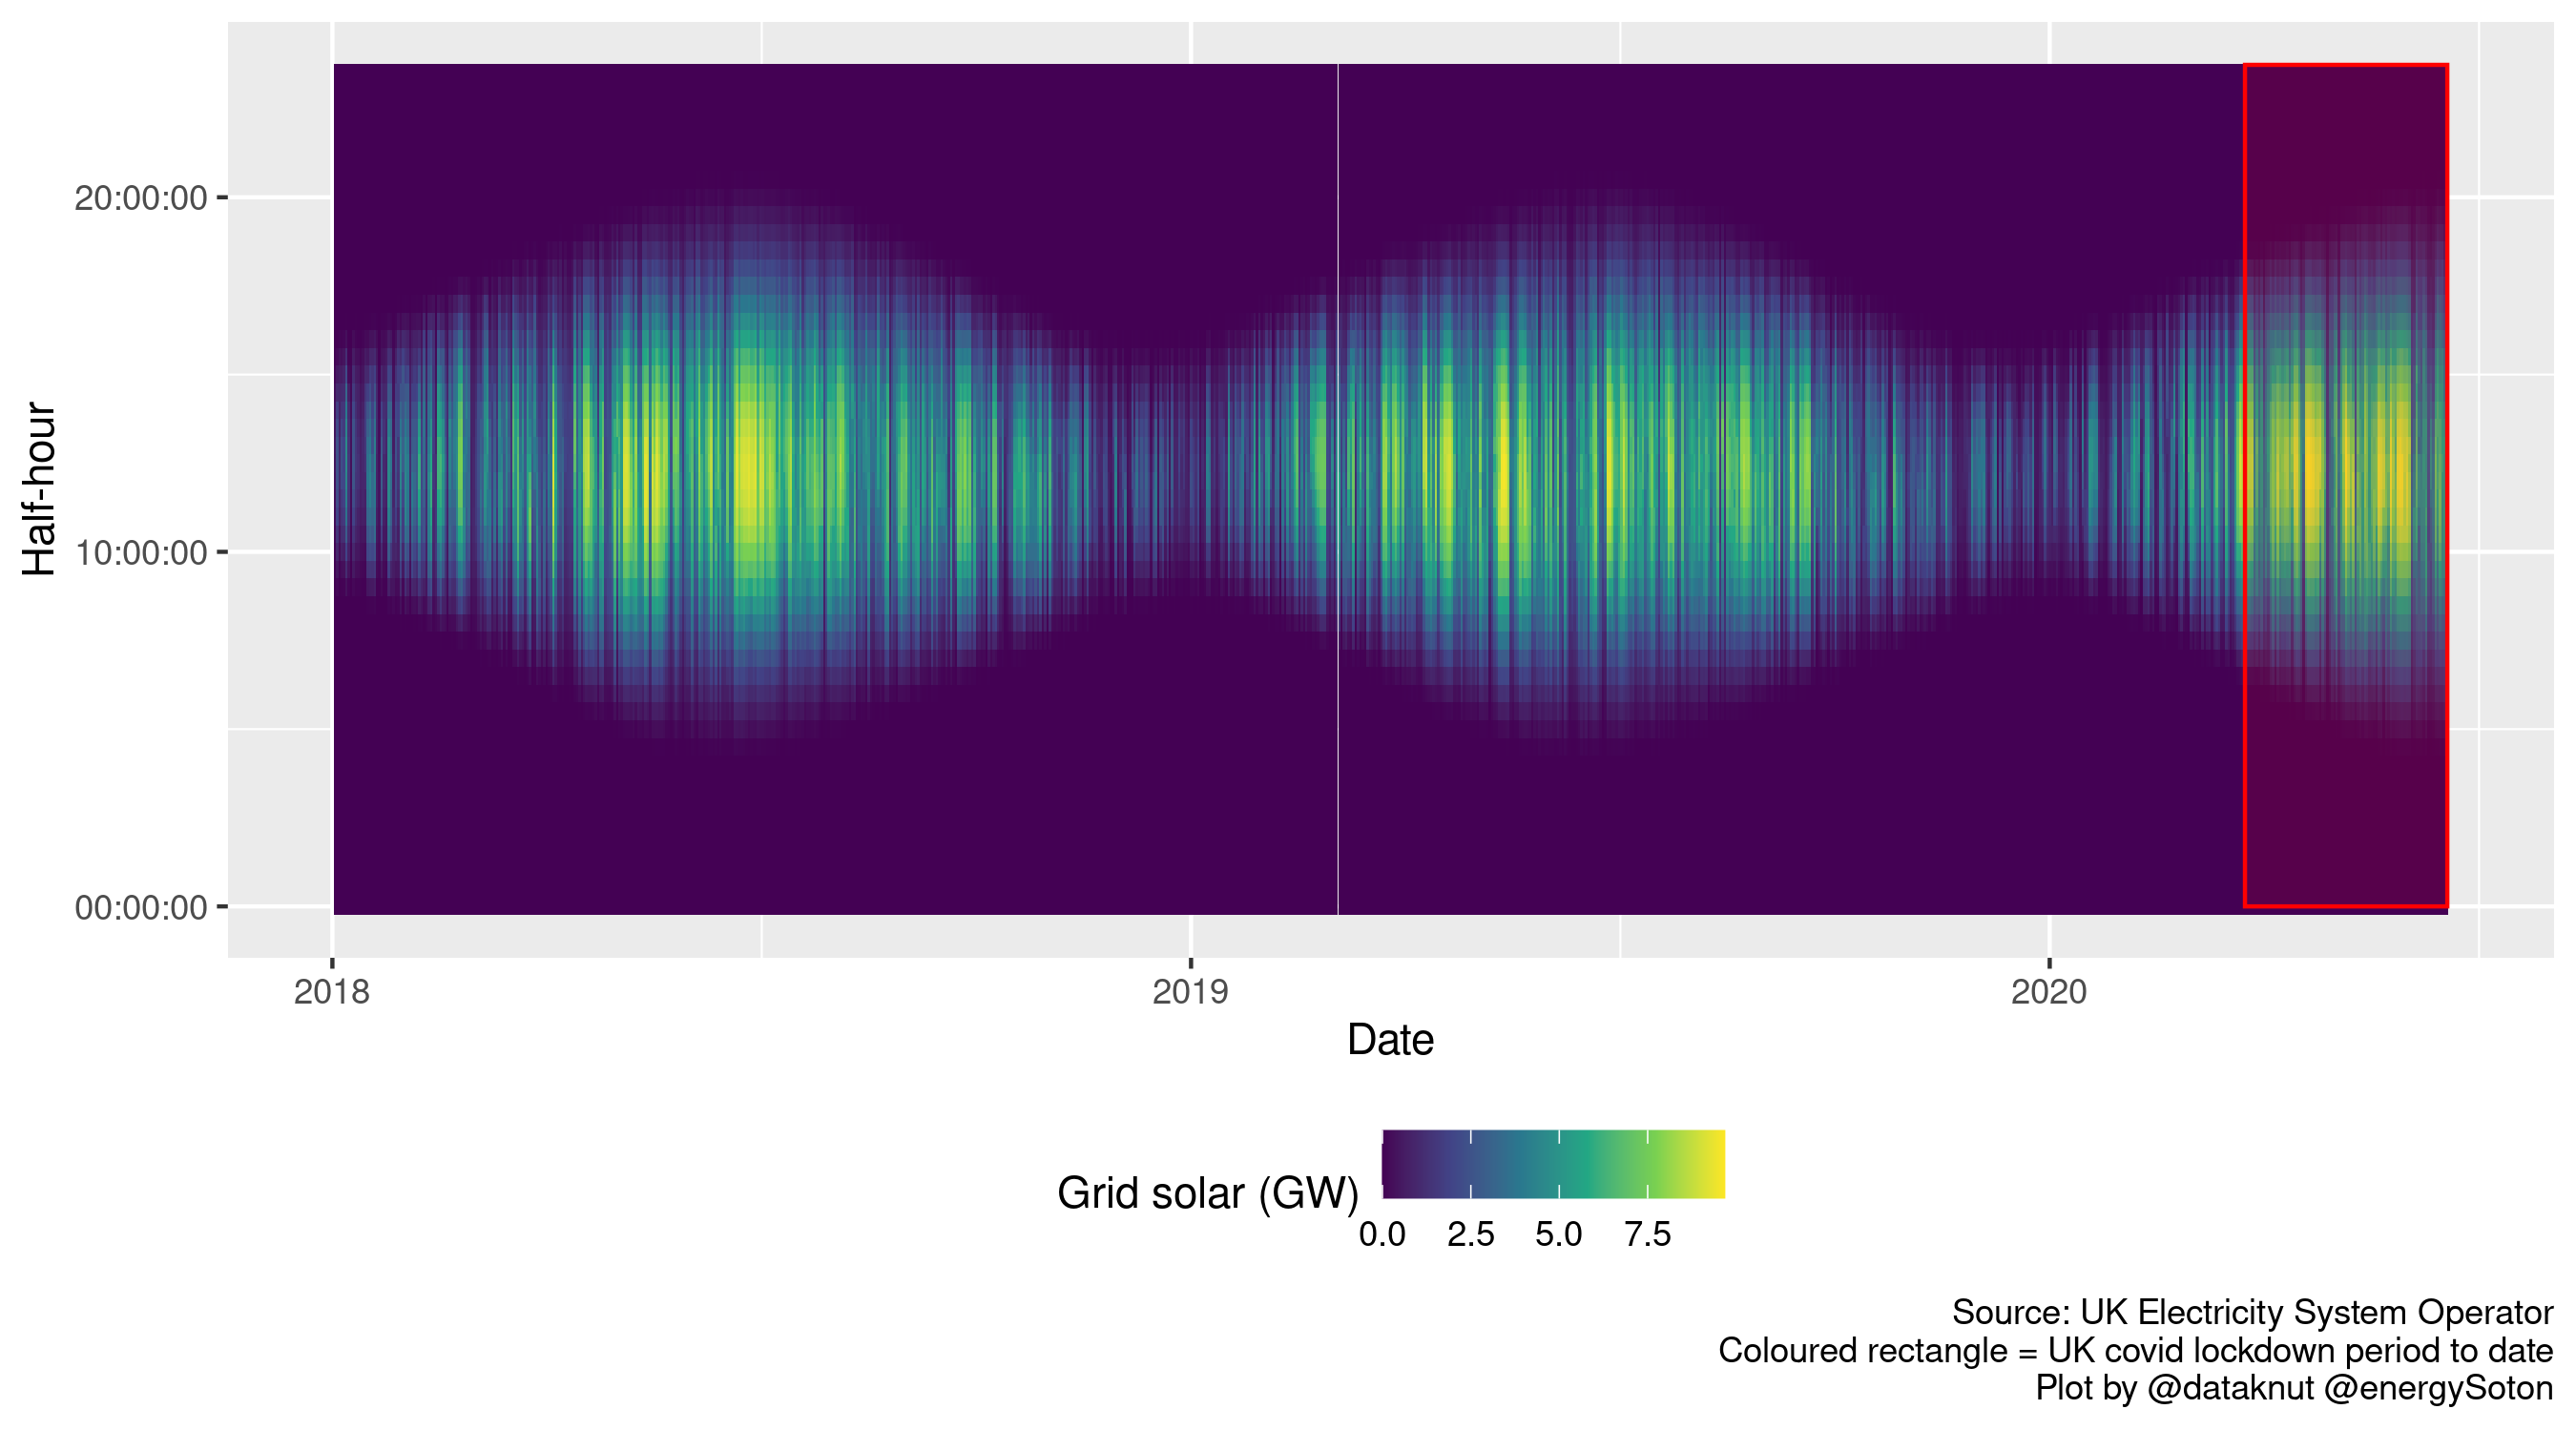 20:00:00
10:00:00
00:00:00
Half-hour
2018
2019
2020
Date
Grid solar (GW)
0.0
2.5
5.0
7.5
Source: UK Electricity System Operator
Coloured rectangle = UK covid lockdown period to date
Plot by @dataknut @energySoton